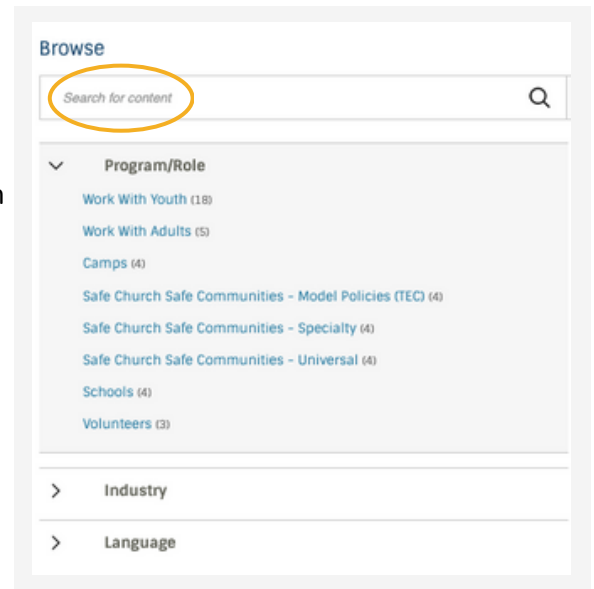 Browse
Search for content
Program/Role
Work With Youth (18)
Work With Adults (5)
Camps (4)
Safe Church Safe Communities - Model Policies (TEC) (4)
Safe Church Safe Communities - Specialty (4)
Safe Church Safe Communities - Universal (4)
Schools (4)
Volunteers (3)
Industry
Language